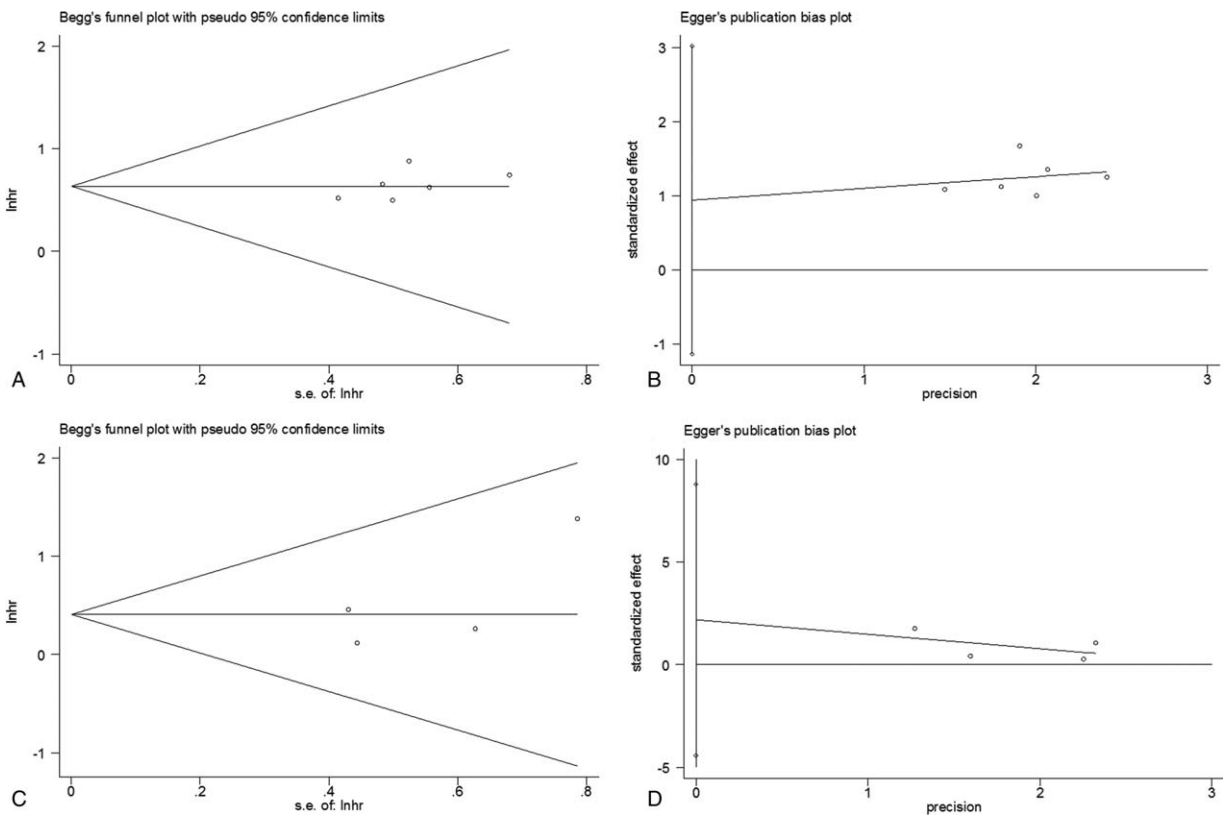 Begg's funnel plot with pseudo 95% confidence limits
2
1
0
-1
lnhr
0 .2 .4 .6 .8
s.e. of: lnhr
A
Egger's publication bias plot
3
2
1
0
-1
standardized effect
0 1 2 3
precision
B
Begg's funnel plot with pseudo 95% confidence limits
2
1
0
-1
lnhr
0 .2 .4 .6 .8
s.e. of: lnhr
C
Egger's publication bias plot
10
5
0
-5
standardized effect
0 1 2 3
precision
D